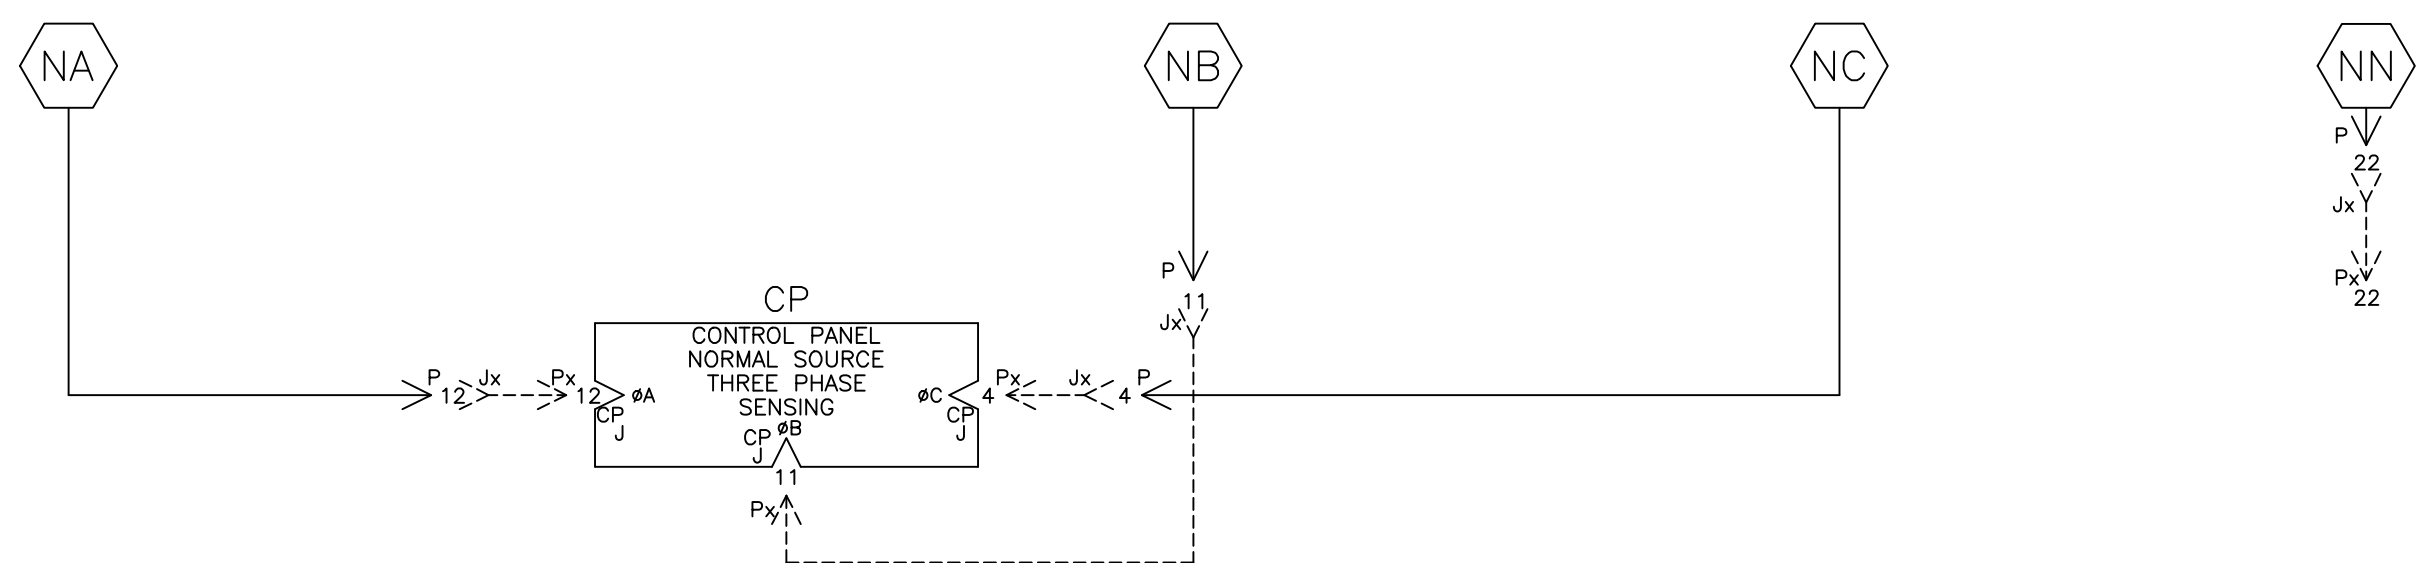 NA
NB
NC
NN
P
22
Jx
Px
22
P
11
Jx
CP
CONTROL PANEL
NORMAL SOURCE
THREE PHASE
SENSING
P
12
Jx
Px
12
øA
CP
J
øC
4
CP
J
Px
Jx
4
P
øB
CP
J
11
Px